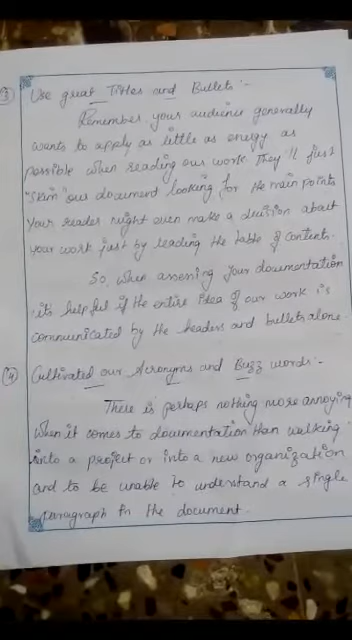 ③ Use great Titles and Bullets :-
Remember, your audience generally
wants to apply as little as energy as
possible when reading our work. They'll just
"skim" our document looking for the main points
Your reader might even make a decision about
your work just by reading the table of contents.
So, when assessing your documentation
it's helpful if the entire idea of our work is
communicated by the headers and bullets alone.
④ Cultivated our Acronyms and Buzz words :-
There is perhaps nothing more annoying
when it comes to documentation than walking
into a project or into a new organization
and to be unable to understand a single
paragraph in the document.